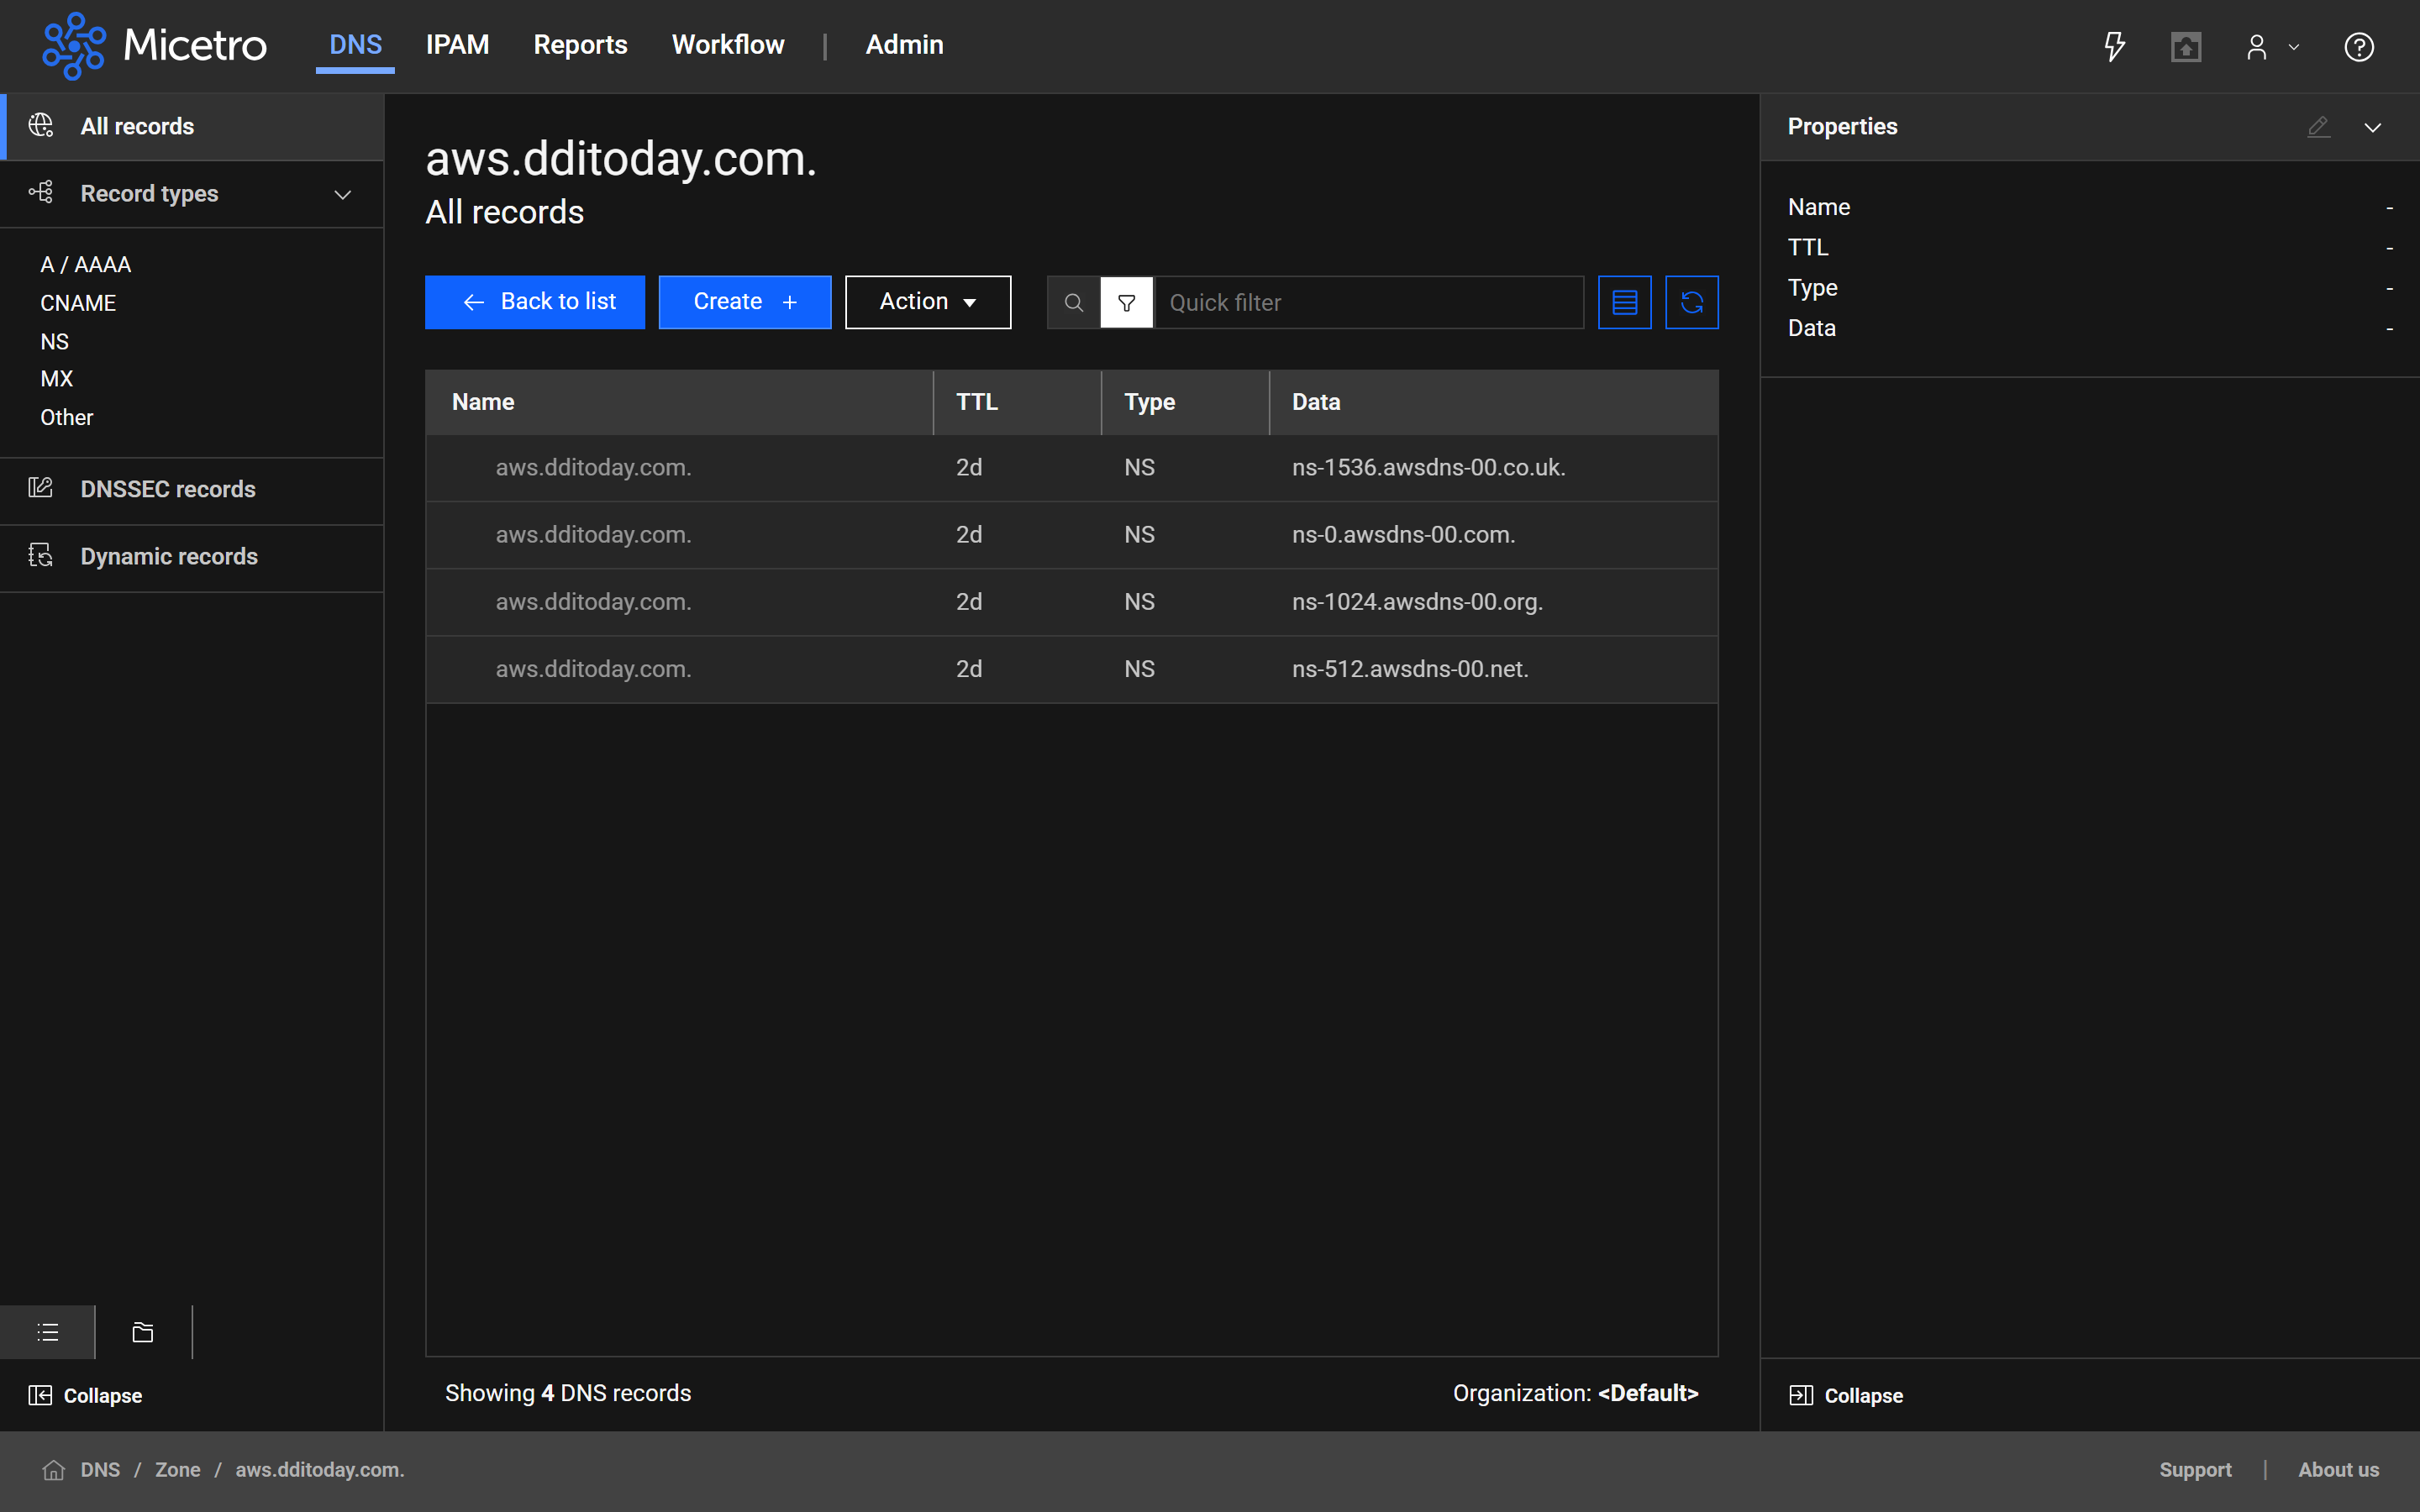 Micetro DNS IPAM Reports Workflow | Admin
All records
Record types
A / AAAA
CNAME
NS
MX
Other
DNSSEC records
Dynamic records
Collapse
aws.dditoday.com.
All records
Back to list Create + Action Quick filter
Name TTL Type Data
aws.dditoday.com. 2d NS ns-1536.awsdns-00.co.uk.
aws.dditoday.com. 2d NS ns-0.awsdns-00.com.
aws.dditoday.com. 2d NS ns-1024.awsdns-00.org.
aws.dditoday.com. 2d NS ns-512.awsdns-00.net.
Showing 4 DNS records Organization: <Default>
Properties
Name -
TTL -
Type -
Data -
Collapse
DNS / Zone / aws.dditoday.com. Support | About us